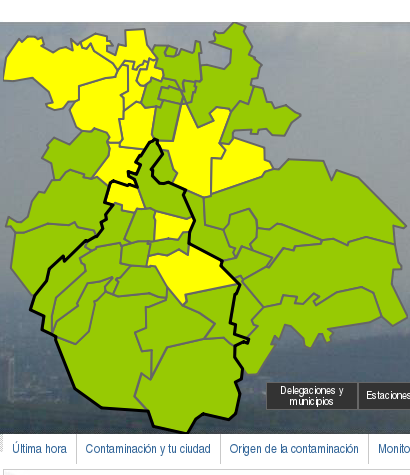 Delegaciones y
municipios
Estaciones
Última hora
Contaminación y tu ciudad
Origen de la contaminación
Monito